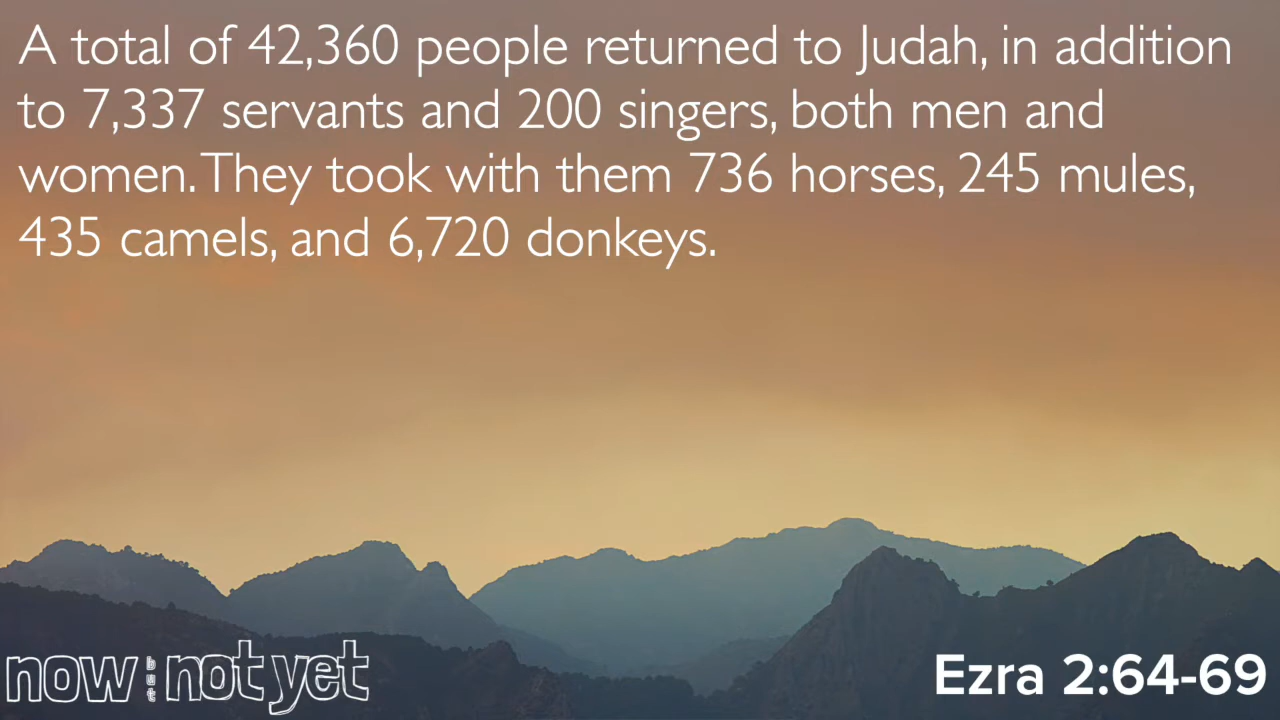 A total of 42,360 people returned to Judah, in addition
to 7,337 servants and 200 singers, both men and
women. They took with them 736 horses, 245 mules,
435 camels, and 6,720 donkeys.
now but not yet
Ezra 2:64-69